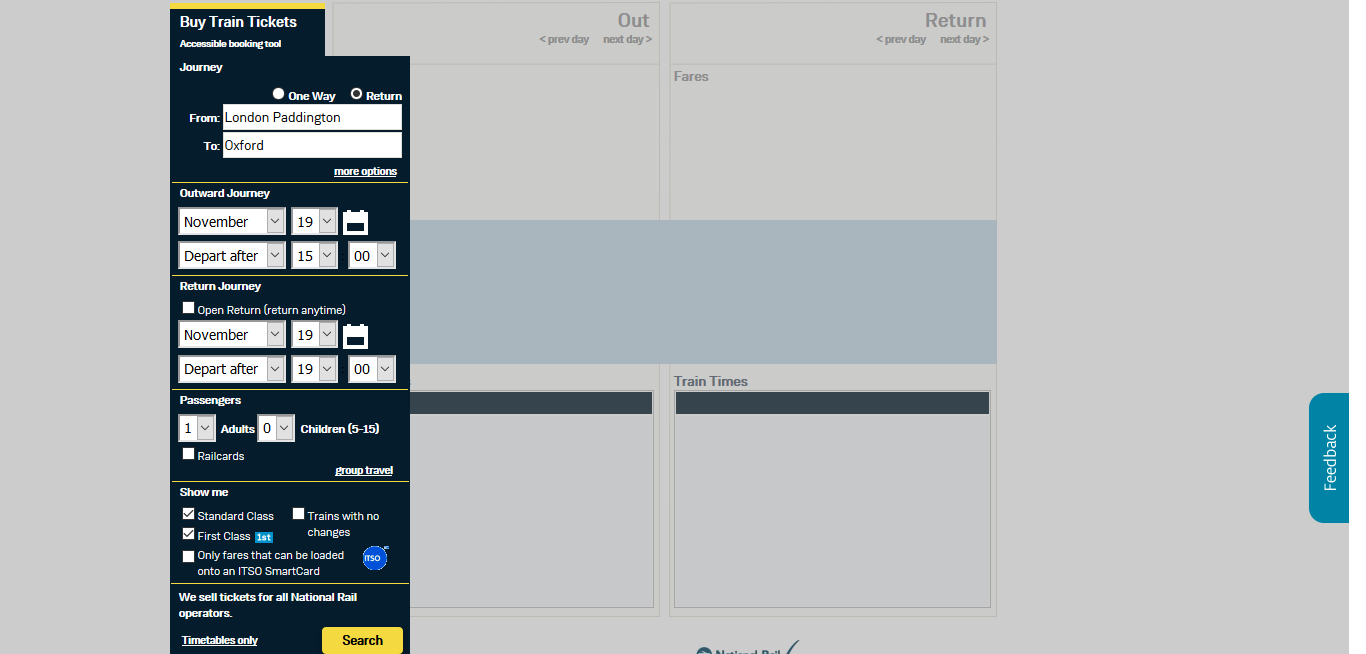 Buy Train Tickets
Accessible booking tool
Out
< prev day next day >
Return
< prev day next day >
Journey
One Way Return
From: London Paddington
To: Oxford
more options
Fares
Outward Journey
November 19
Depart after 15 00
Return Journey
Open Return (return anytime)
November 19
Depart after 19 00
Train Times
Passengers
1 Adults 0 Children (5-15)
Railcards
group travel
Show me
Standard Class
Trains with no
changes
First Class 1st
Only fares that can be loaded
onto an ITSO SmartCard
ITSO
We sell tickets for all National Rail
operators.
Timetables only
Search
National Rail
Feedback